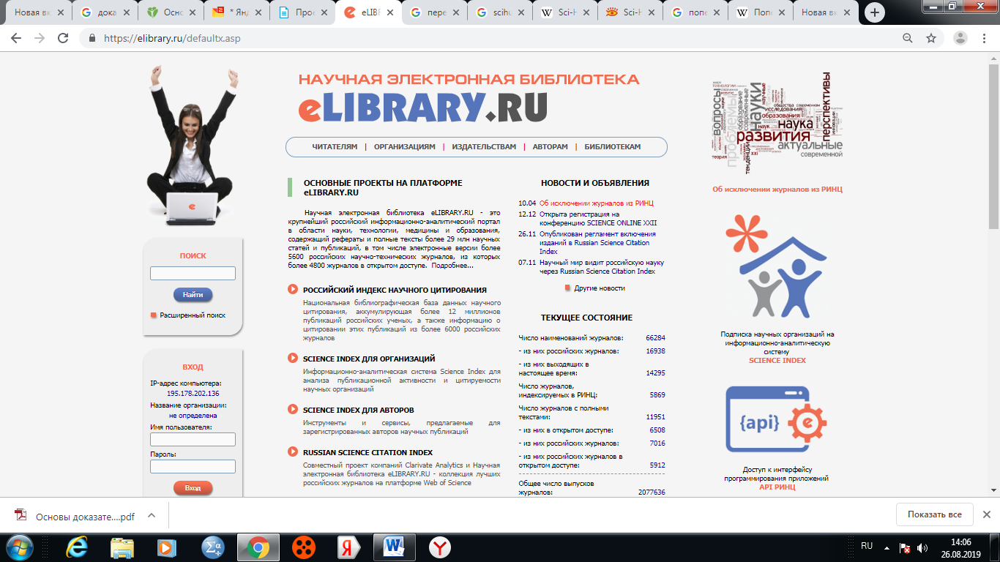 Новая вк
дока
Осно
* Янд
Прое
eLIBR
пере
scihu
Sci-H
Sci-H
попе
Попе
Новая вк
https://elibrary.ru/defaultx.asp
НАУЧНАЯ ЭЛЕКТРОННАЯ БИБЛИОТЕКА
eLIBRARY.RU
ЧИТАТЕЛЯМ | ОРГАНИЗАЦИЯМ | ИЗДАТЕЛЬСТВАМ | АВТОРАМ | БИБЛИОТЕКАМ
ПОИСК
Найти
Расширенный поиск
ВХОД
IP-адрес компьютера:
195.178.202.136
Название организации:
не определена
Имя пользователя:
Пароль:
Вход
ОСНОВНЫЕ ПРОЕКТЫ НА ПЛАТФОРМЕ
eLIBRARY.RU
Научная электронная библиотека eLIBRARY.RU - это
крупнейший российский информационно-аналитический портал
в области науки, технологии, медицины и образования,
содержащий рефераты и полные тексты более 29 млн научных
статей и публикаций, в том числе электронные версии более
5600 российских научно-технических журналов, из которых
более 4800 журналов в открытом доступе. Подробнее...
РОССИЙСКИЙ ИНДЕКС НАУЧНОГО ЦИТИРОВАНИЯ
Национальная библиографическая база данных научного
цитирования, аккумулирующая более 12 миллионов
публикаций российских ученых, а также информацию о
цитировании этих публикаций из более 6000 российских
журналов
SCIENCE INDEX ДЛЯ ОРГАНИЗАЦИЙ
Информационно-аналитическая система Science Index для
анализа публикационной активности и цитируемости
научных организаций
SCIENCE INDEX ДЛЯ АВТОРОВ
Инструменты и сервисы, предлагаемые для
зарегистрированных авторов научных публикаций
RUSSIAN SCIENCE CITATION INDEX
Совместный проект компаний Clarivate Analytics и Научная
электронная библиотека eLIBRARY.RU - коллекция лучших
российских журналов на платформе Web of Science
НОВОСТИ И ОБЪЯВЛЕНИЯ
10.04 Об исключении журналов из РИНЦ
12.12 Открыта регистрация на
конференцию SCIENCE ONLINE XXII
26.11 Опубликован регламент включения
изданий в Russian Science Citation
Index
07.11 Научный мир видит российскую науку
через Russian Science Citation Index
Другие новости
ТЕКУЩЕЕ СОСТОЯНИЕ
Число наименований журналов: 66284
- из них российских журналов: 16938
- из них выходящих в
настоящее время: 14295
Число журналов,
индексируемых в РИНЦ: 5869
Число журналов с полными
текстами: 11951
- из них в открытом доступе: 6508
- из них российских журналов: 7016
- из них российских журналов в
открытом доступе: 5912
Общее число выпусков
журналов: 2077636
вопросы
проблемы
образование
современные
науки
научные
общества современном
исследования
образования
наук
наука
развития
перспективы
актуальные
современной
теория
тенденции
xxi
Об исключении журналов из РИНЦ
Подписка научных организаций на
информационно-аналитическую
систему
SCIENCE INDEX
{api}
e
Доступ к интерфейсу
программирования приложений
API РИНЦ
Основы доказате....pdf
Показать все
RU
14:06
26.08.2019